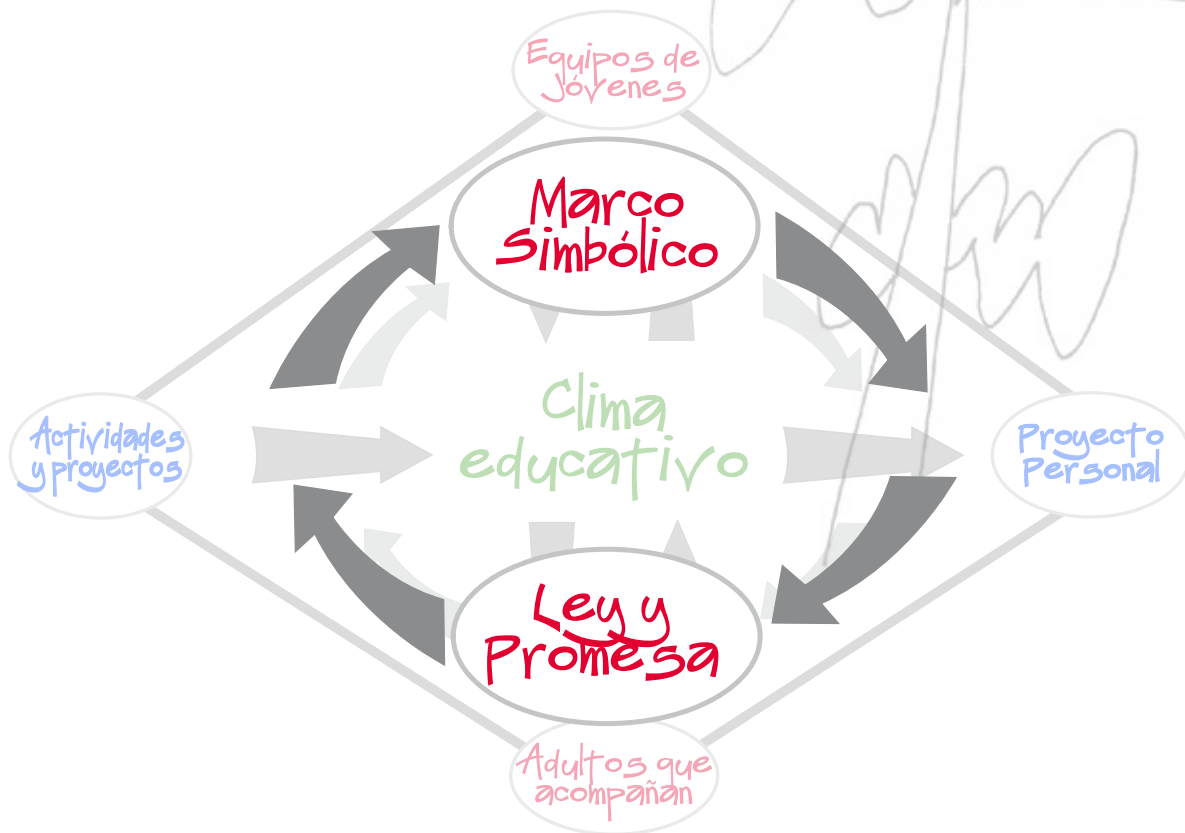 Equipos de
Jóvenes
Marco
Simbólico
Clima
educativo
Actividades
y proyectos
Proyecto
Personal
Ley y
Promesa
Adultos que
acompañan